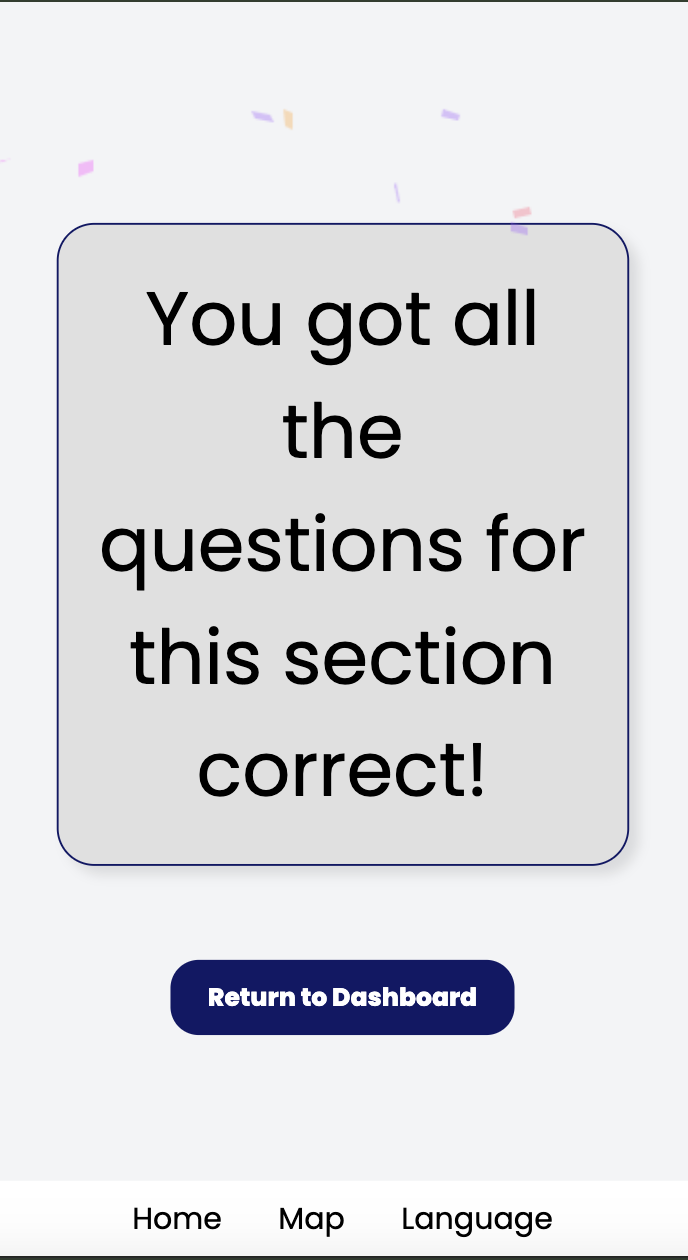 You got all
the
questions for
this section
correct!
Return to Dashboard
Home Map Language